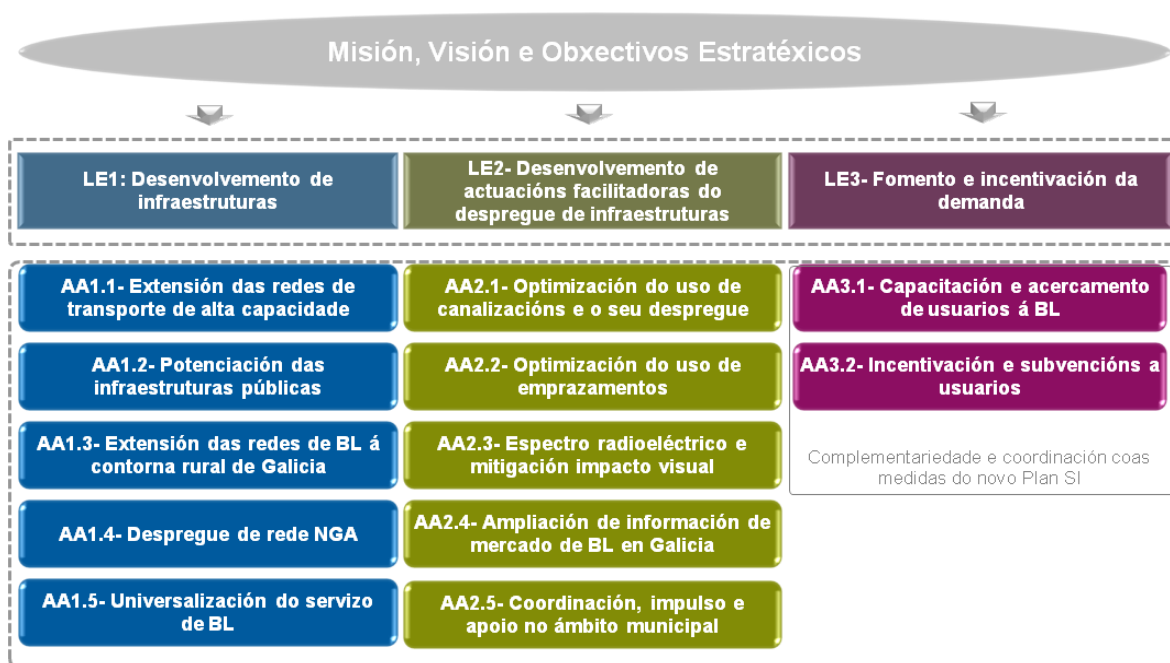 Misión, Visión e Obxectivos Estratéxicos
LE1: Desenvolvemento de
infraestruturas
LE2- Desenvolvemento de
actuacións facilitadoras do
despregue de infraestruturas
LE3- Fomento e incentivación da
demanda
AA1.1- Extensión das redes de
transporte de alta capacidade
AA1.2- Potenciación das
infraestruturas públicas
AA1.3- Extensión das redes de BL á
contorna rural de Galicia
AA1.4- Despregue de rede NGA
AA1.5- Universalización do servizo
de BL
AA2.1- Optimización do uso de
canalizacións e o seu despregue
AA2.2- Optimización do uso de
emprazamentos
AA2.3- Espectro radioeléctrico e
mitigación impacto visual
AA2.4- Ampliación de información de
mercado de BL en Galicia
AA2.5- Coordinación, impulso e
apoio no ámbito municipal
AA3.1- Capacitación e acercamento
de usuarios á BL
AA3.2- Incentivación e subvencións a
usuarios
Complementariedade e coordinación coas
medidas do novo Plan SI